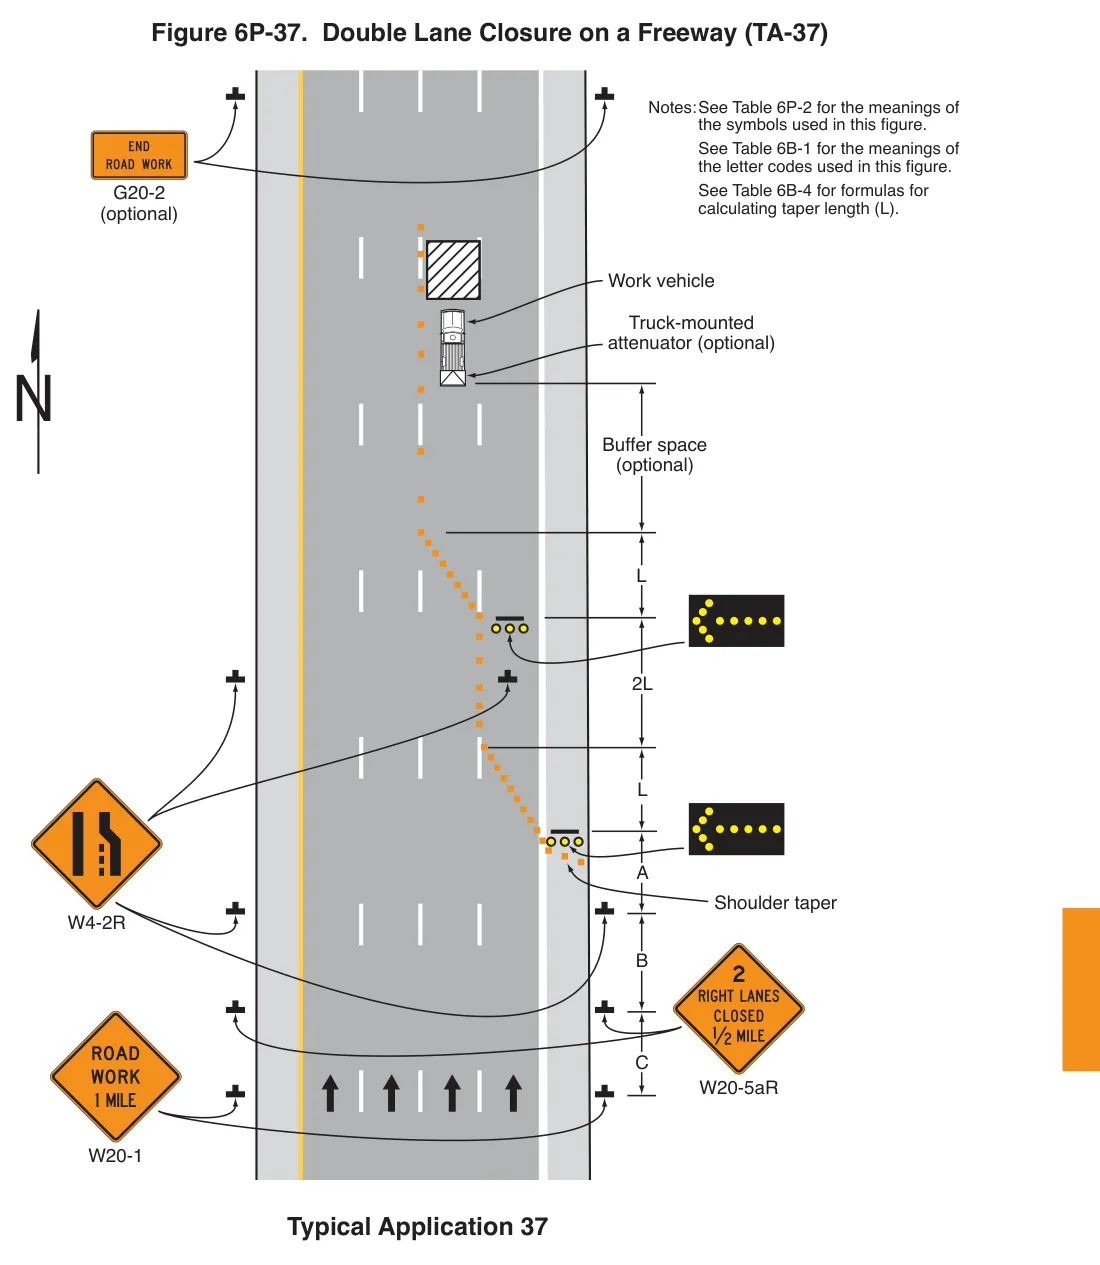 Figure 6P-37. Double Lane Closure on a Freeway (TA-37)
Notes: See Table 6P-2 for the meanings of
the symbols used in this figure.
See Table 6B-1 for the meanings of
the letter codes used in this figure.
See Table 6B-4 for formulas for
calculating taper length (L).
END
ROAD WORK
G20-2
(optional)
Work vehicle
Truck-mounted
attenuator (optional)
N
Buffer space
(optional)
L
2L
L
A
Shoulder taper
W4-2R
B
2
RIGHT LANES
CLOSED
1/2 MILE
W20-5aR
C
ROAD
WORK
1 MILE
W20-1
Typical Application 37